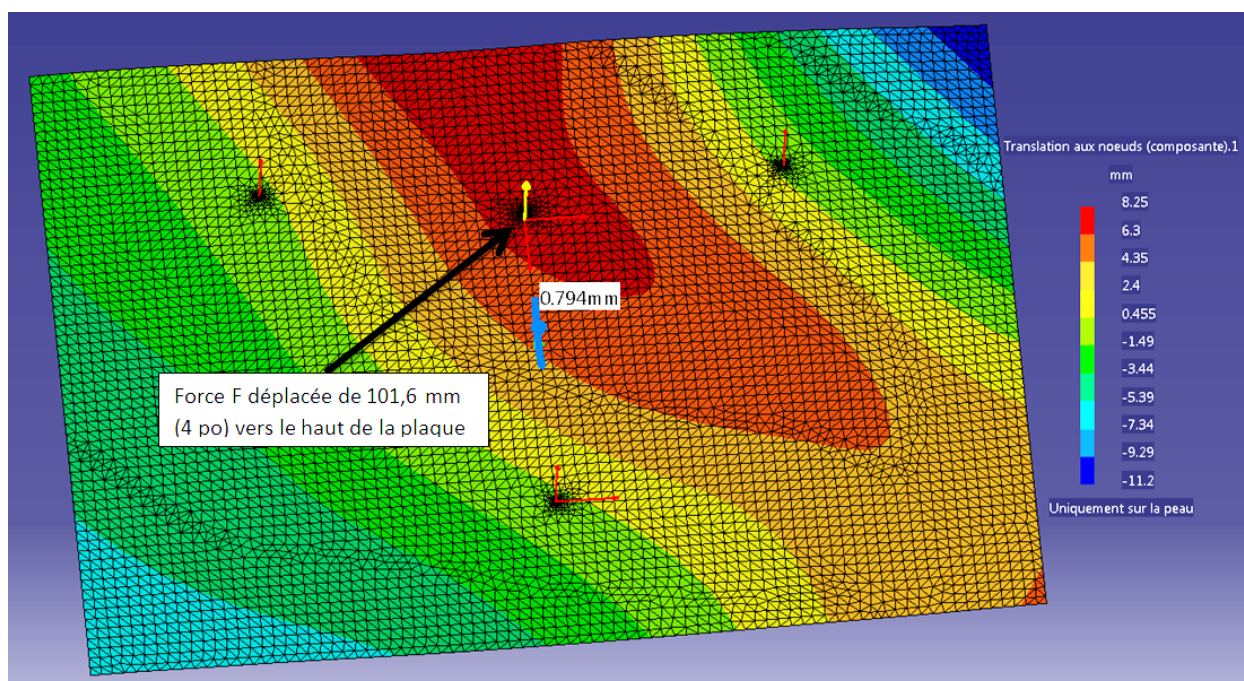 Translation aux noeuds (composante).1
mm
8.25
6.3
4.35
2.4
0.455
-1.49
-3.44
-5.39
-7.34
-9.29
-11.2
Uniquement sur la peau
0.794mm
Force F déplacée de 101,6 mm
(4 po) vers le haut de la plaque